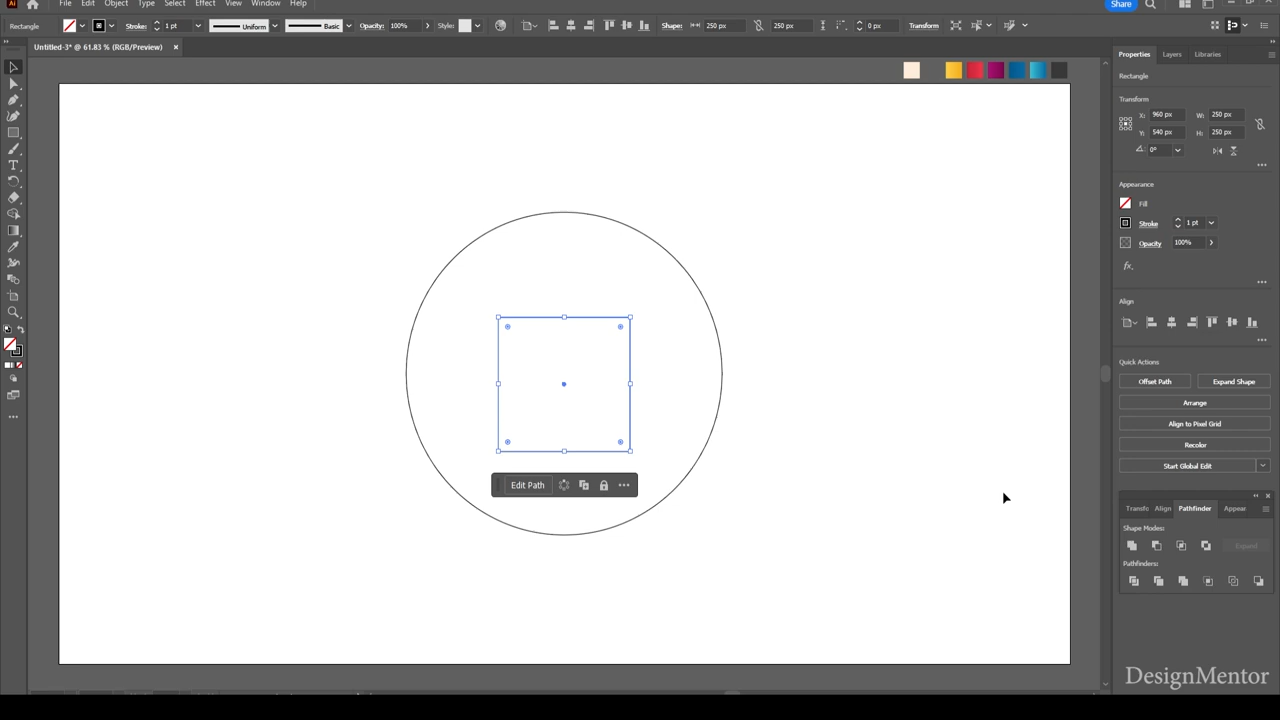 Ai File Edit Object Type Select Effect View Window Help Share
Rectangle Stroke: 1 pt Uniform Basic Opacity: 100% Style: 250 px 250 px Shape: 0 px Transform
Untitled-3* @ 61.83 % (RGB/Preview) ×
Properties Layers Libraries
Rectangle
Transform
X: 960 px W: 250 px
Y: 540 px H: 250 px
0°
Appearance
Fill
Stroke 1 pt
Opacity 100%
fx.
Align
Quick Actions
Offset Path Expand Shape
Arrange
Align to Pixel Grid
Recolor
Start Global Edit
Edit Path
Transfo Align Pathfinder Appear
Shape Modes:
Expand
Pathfinders:
DesignMentor